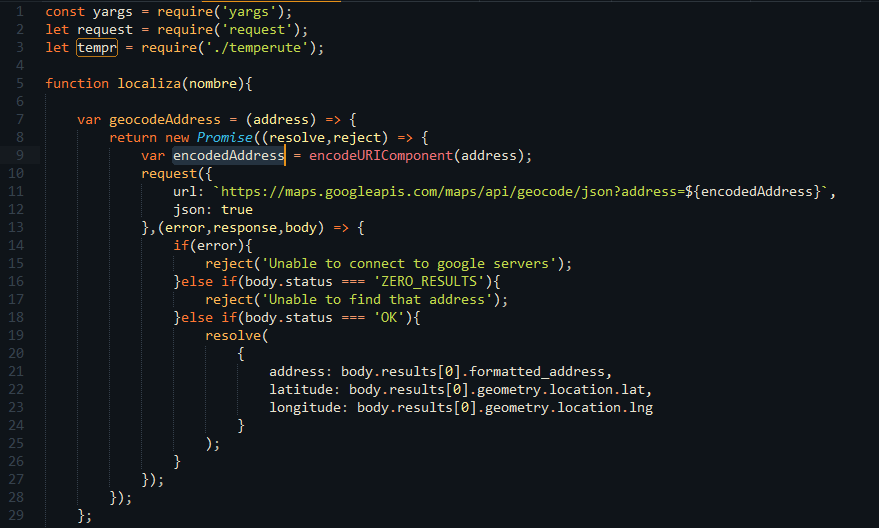 1 const yargs = require('yargs');
2 let request = require('request');
3 let tempr = require('./temperute');
4
5 function localiza(nombre){
6
7     var geocodeAddress = (address) => {
8         return new Promise((resolve,reject) => {
9             var encodedAddress = encodeURIComponent(address);
10             request({
11                 url: `https://maps.googleapis.com/maps/api/geocode/json?address=${encodedAddress}`,
12                 json: true
13             },(error,response,body) => {
14                 if(error){
15                     reject('Unable to connect to google servers');
16                 }else if(body.status === 'ZERO_RESULTS'){
17                     reject('Unable to find that address');
18                 }else if(body.status === 'OK'){
19                     resolve(
20                         {
21                             address: body.results[0].formatted_address,
22                             latitude: body.results[0].geometry.location.lat,
23                             longitude: body.results[0].geometry.location.lng
24                         }
25                     );
26                 }
27             });
28         });
29     };